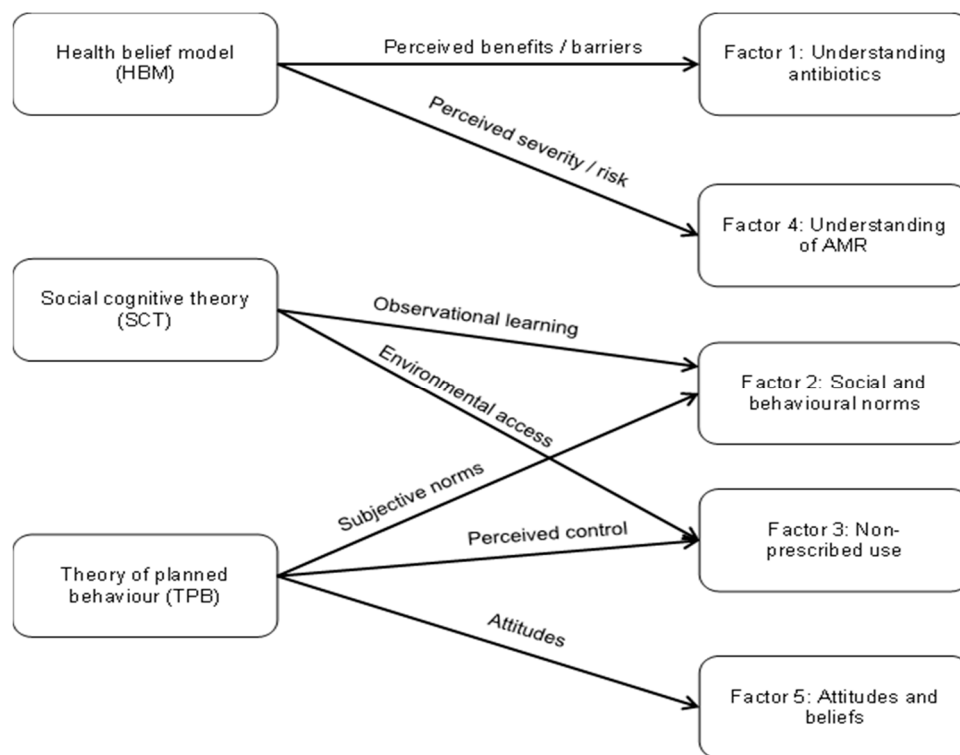 Health belief model
(HBM)
Perceived benefits / barriers
Factor 1: Understanding
antibiotics
Perceived severity / risk
Factor 4: Understanding
of AMR
Social cognitive theory
(SCT)
Observational learning
Environmental access
Factor 2: Social and
behavioural norms
Subjective norms
Perceived control
Factor 3: Non-
prescribed use
Theory of planned
behaviour (TPB)
Attitudes
Factor 5: Attitudes and
beliefs